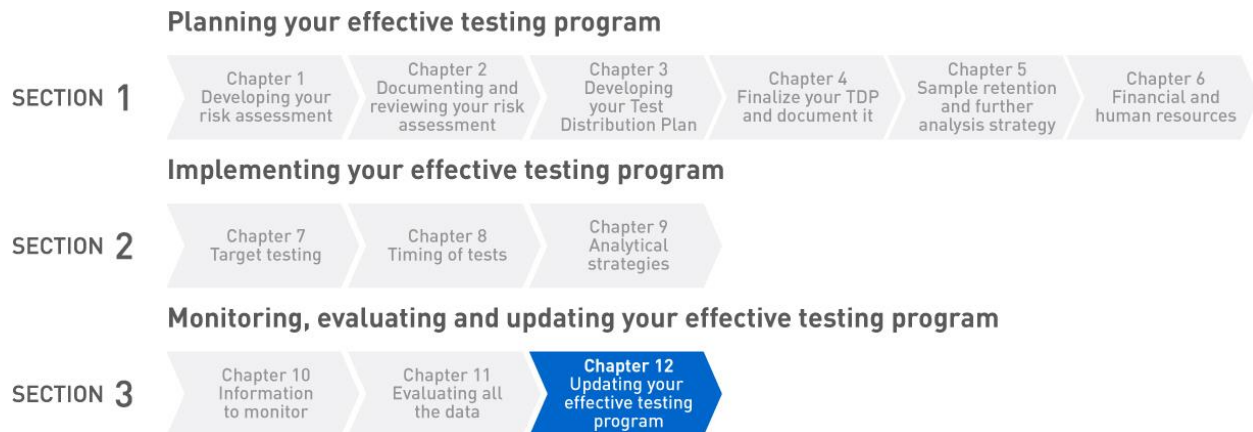 Planning your effective testing program
SECTION 1
Chapter 1
Developing your
risk assessment
Chapter 2
Documenting and
reviewing your risk
assessment
Chapter 3
Developing
your Test
Distribution Plan
Chapter 4
Finalize your TDP
and document it
Chapter 5
Sample retention
and further
analysis strategy
Chapter 6
Financial and
human resources
Implementing your effective testing program
SECTION 2
Chapter 7
Target testing
Chapter 8
Timing of tests
Chapter 9
Analytical
strategies
Monitoring, evaluating and updating your effective testing program
SECTION 3
Chapter 10
Information
to monitor
Chapter 11
Evaluating all
the data
Chapter 12
Updating your
effective testing
program